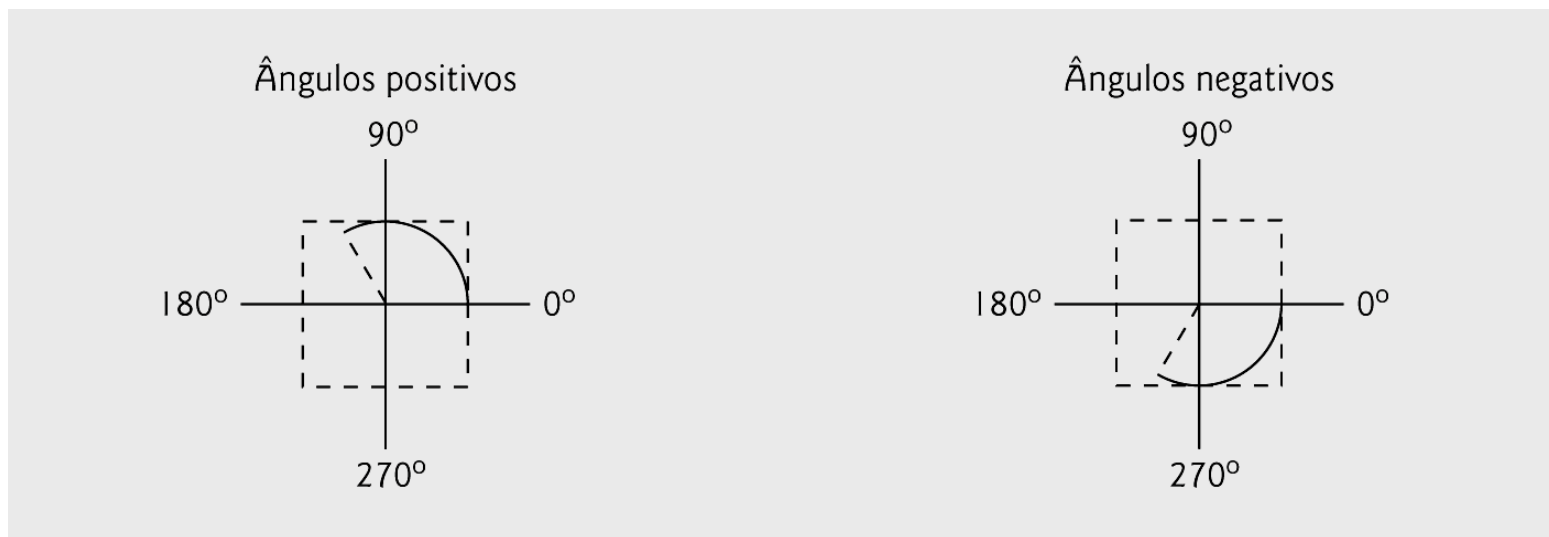 Ângulos positivos
90º
180º
0º
270º
Ângulos negativos
90º
180º
0º
270º